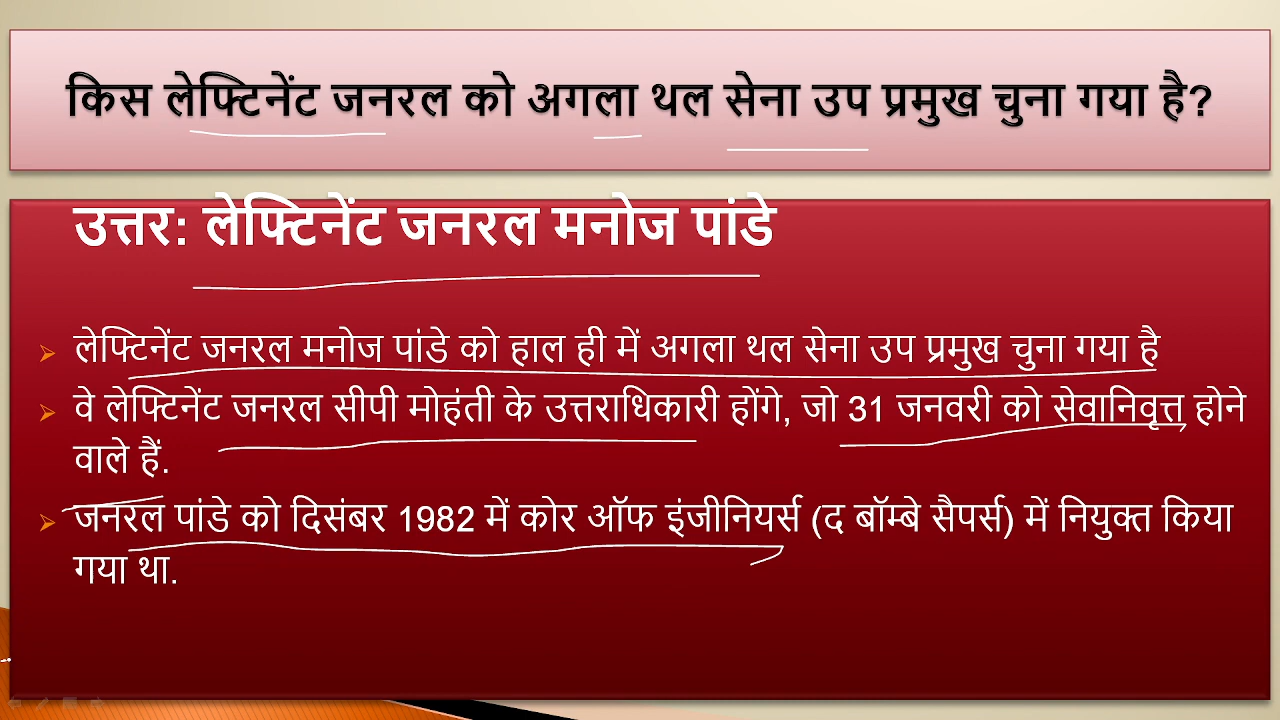 किस लेफ्टिनेंट जनरल को अगला थल सेना उप प्रमुख चुना गया है?
उत्तर: लेफ्टिनेंट जनरल मनोज पांडे
लेफ्टिनेंट जनरल मनोज पांडे को हाल ही में अगला थल सेना उप प्रमुख चुना गया है
वे लेफ्टिनेंट जनरल सीपी मोहंती के उत्तराधिकारी होंगे, जो 31 जनवरी को सेवानिवृत्त होने
वाले हैं.
जनरल पांडे को दिसंबर 1982 में कोर ऑफ इंजीनियर्स (द बॉम्बे सैपर्स) में नियुक्त किया
गया था.